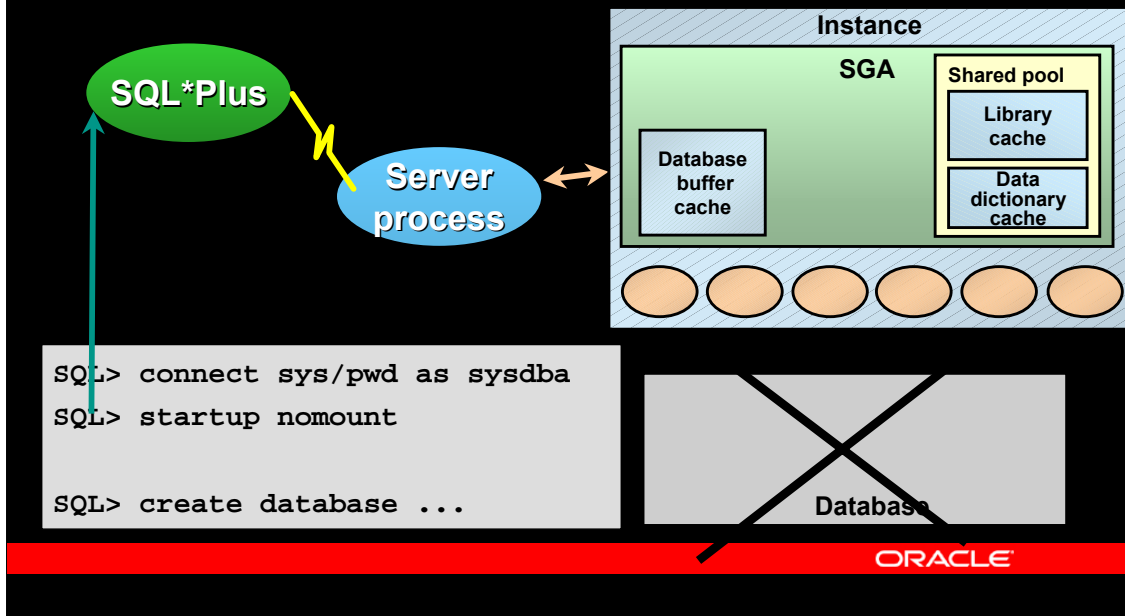 Instance
SGA
Shared pool
Library
cache
Data
dictionary
cache
Database
buffer
cache
SQL*Plus
Server
process
SQL> connect sys/pwd as sysdba
SQL> startup nomount
SQL> create database ...
Database
ORACLE